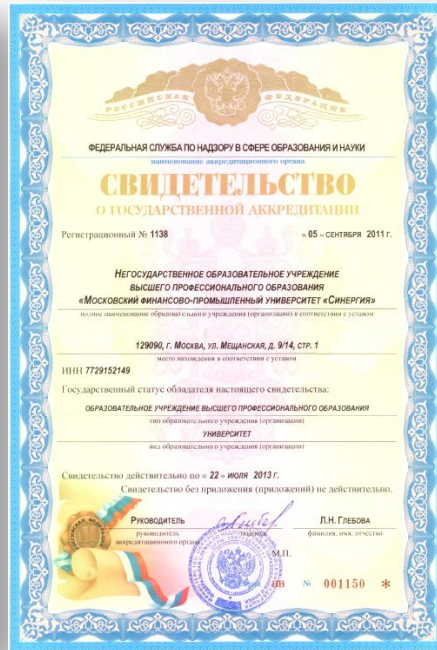 РОССИЙСКАЯ ФЕДЕРАЦИЯ
ФЕДЕРАЛЬНАЯ СЛУЖБА ПО НАДЗОРУ В СФЕРЕ ОБРАЗОВАНИЯ И НАУКИ
наименование аккредитационного органа
СВИДЕТЕЛЬСТВО
О ГОСУДАРСТВЕННОЙ АККРЕДИТАЦИИ
Регистрационный № 1138 « 05 » СЕНТЯБРЯ 2011 г.
НЕГОСУДАРСТВЕННОЕ ОБРАЗОВАТЕЛЬНОЕ УЧРЕЖДЕНИЕ
ВЫСШЕГО ПРОФЕССИОНАЛЬНОГО ОБРАЗОВАНИЯ
«МОСКОВСКИЙ ФИНАНСОВО-ПРОМЫШЛЕННЫЙ УНИВЕРСИТЕТ «СИНЕРГИЯ»
полное наименование образовательного учреждения (организации) в соответствии с уставом
129090, Г. МОСКВА, УЛ. МЕЩАНСКАЯ, Д. 9/14, СТР. 1
место нахождения в соответствии с уставом
ИНН 7729152149
Государственный статус обладателя настоящего свидетельства:
ОБРАЗОВАТЕЛЬНОЕ УЧРЕЖДЕНИЕ ВЫСШЕГО ПРОФЕССИОНАЛЬНОГО ОБРАЗОВАНИЯ
тип образовательного учреждения (организации)
УНИВЕРСИТЕТ
вид образовательного учреждения (организации)
Свидетельство действительно по « 22 » ИЮЛЯ 2013 г.
Свидетельство без приложения (приложений) не действительно.
РУКОВОДИТЕЛЬ Л.Н. ГЛЕБОВА
руководитель подпись фамилия, имя, отчество
аккредитационного органа
М.П.
ВВ № 001150 *